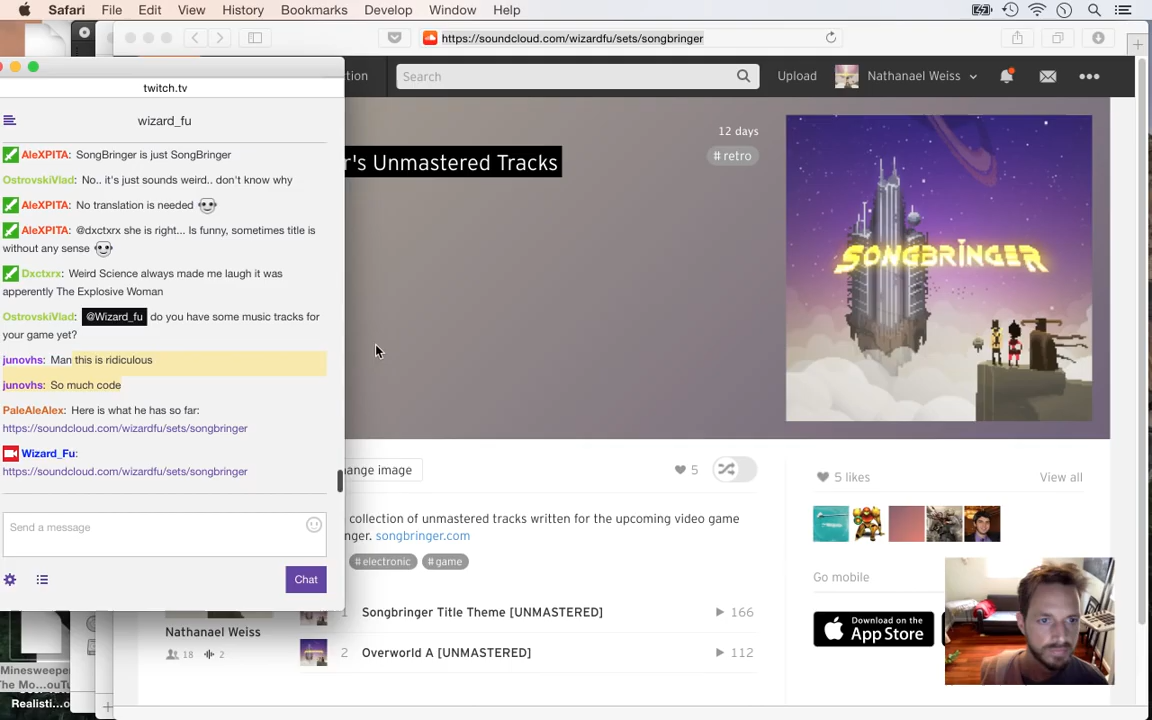 Safari File Edit View History Bookmarks Develop Window Help
https://soundcloud.com/wizardfu/sets/songbringer
twitch.tv
wizard_fu
AleXPITA: SongBringer is just SongBringer
OstrovskiVlad: No.. it's just sounds weird.. don't know why
AleXPITA: No translation is needed
AleXPITA: @dxctxrx she is right... Is funny, sometimes title is
without any sense
Dxctxrx: Weird Science always made me laugh it was
apperently The Explosive Woman
OstrovskiVlad: @Wizard_fu do you have some music tracks for
your game yet?
junovhs: Man this is ridiculous
junovhs: So much code
PaleAleAlex: Here is what he has so far:
https://soundcloud.com/wizardfu/sets/songbringer
Wizard_Fu:
https://soundcloud.com/wizardfu/sets/songbringer
Send a message
Chat
tion Search Upload Nathanael Weiss
r's Unmastered Tracks
12 days
# retro
SONGBRINGER
ange image
5
5 likes View all
collection of unmastered tracks written for the upcoming video game
nger. songbringer.com
# electronic # game
Go mobile
Download on the
App Store
1 Songbringer Title Theme [UNMASTERED] 166
2 Overworld A [UNMASTERED] 112
Nathanael Weiss
18 2
Minesweepe
The Mo...ouTu
Realisti...o